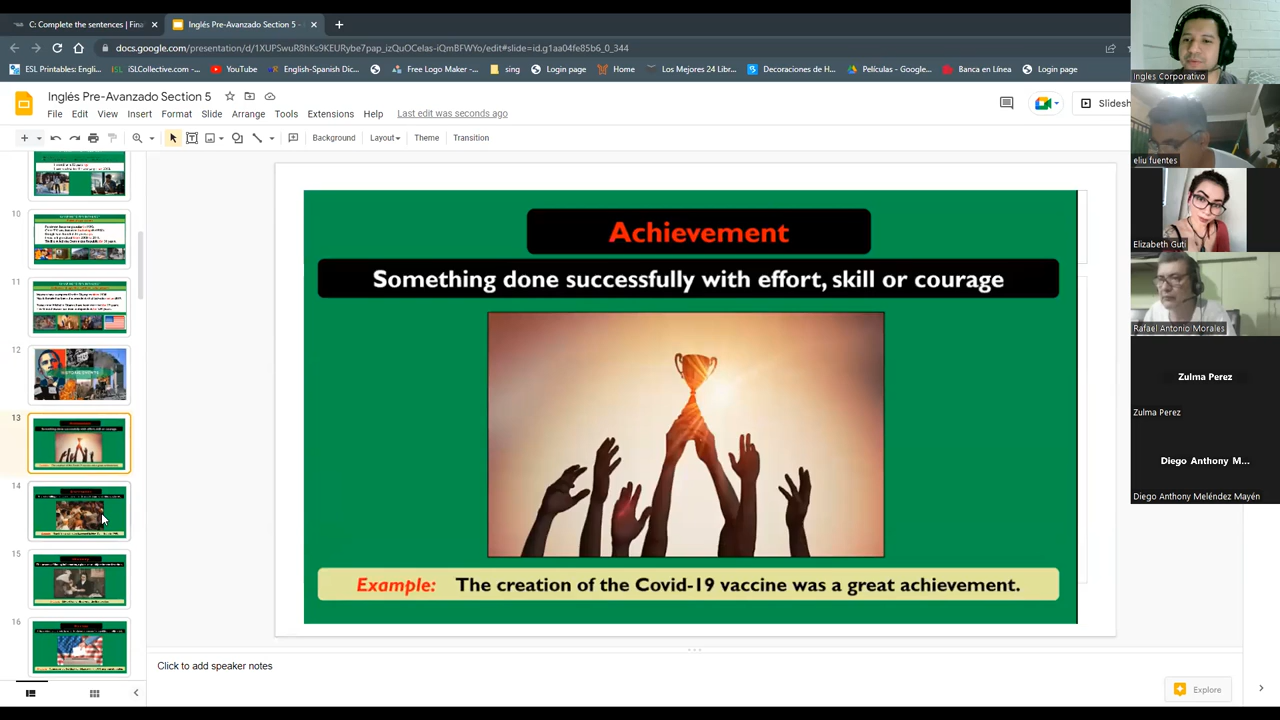 C: Complete the sentences | Fina
Inglés Pre-Avanzado Section 5 -
docs.google.com/presentation/d/1XUPSwuR8hKs9KEURybe7pap_izQuOCelas-iQmBFWYo/edit#slide=id.g1aa04fe85b6_0_344
ESL Printables: Engli...
iSLCollective.com -...
YouTube
English-Spanish Dic...
Free Logo Maker -...
sing
Login page
Home
Los Mejores 24 Libr...
Decoraciones de H...
Películas - Google...
Banca en Línea
Login page
Inglés Pre-Avanzado Section 5
File Edit View Insert Format Slide Arrange Tools Extensions Help Last edit was seconds ago
Slidesh
Background Layout Theme Transition
10
11
12
13
14
15
16
Achievement
Something done successfully with effort, skill or courage
Example: The creation of the Covid-19 vaccine was a great achievement.
Click to add speaker notes
Explore
Ingles Corporativo
eliu fuentes
Elizabeth Guti
Rafael Antonio Morales
Zulma Perez
Zulma Perez
Diego Anthony M...
Diego Anthony Meléndez Mayén